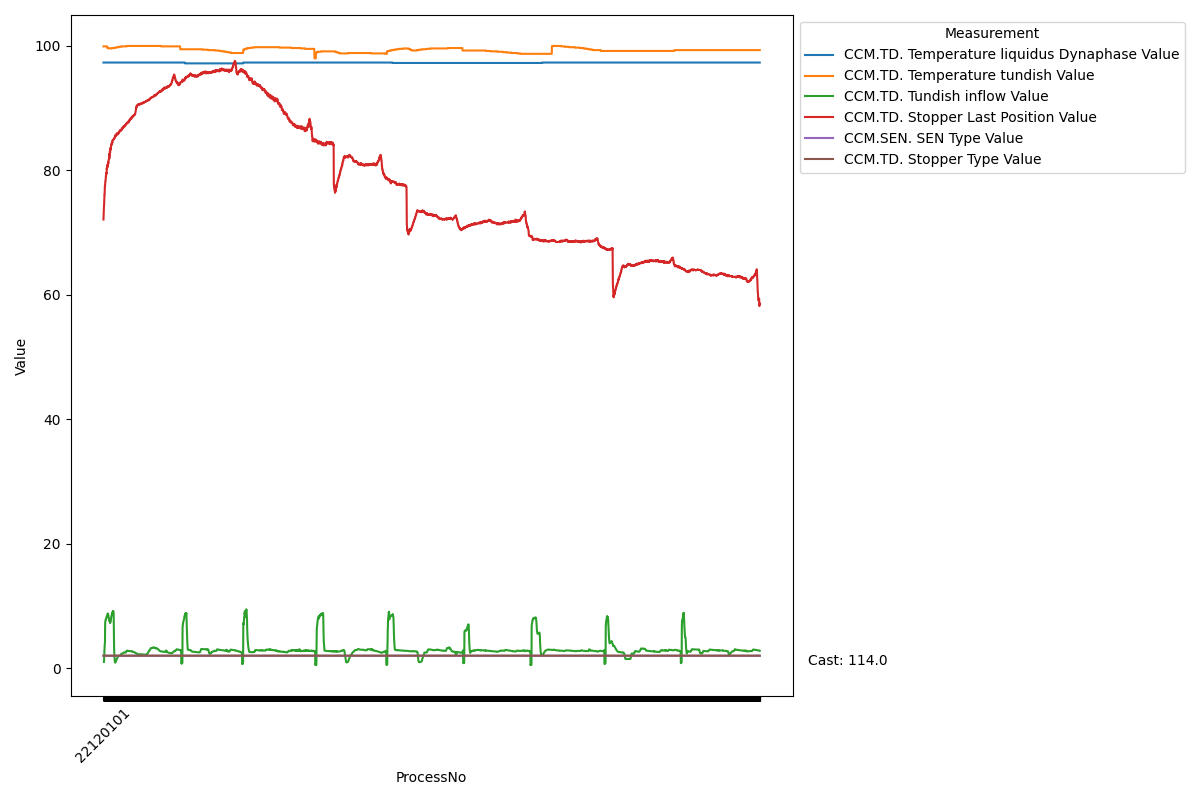 Measurement
CCM.TD. Temperature liquidus Dynaphase Value
CCM.TD. Temperature tundish Value
CCM.TD. Tundish inflow Value
CCM.TD. Stopper Last Position Value
CCM.SEN. SEN Type Value
CCM.TD. Stopper Type Value
100
80
60
40
20
0
Value
Cast: 114.0
22120101
ProcessNo